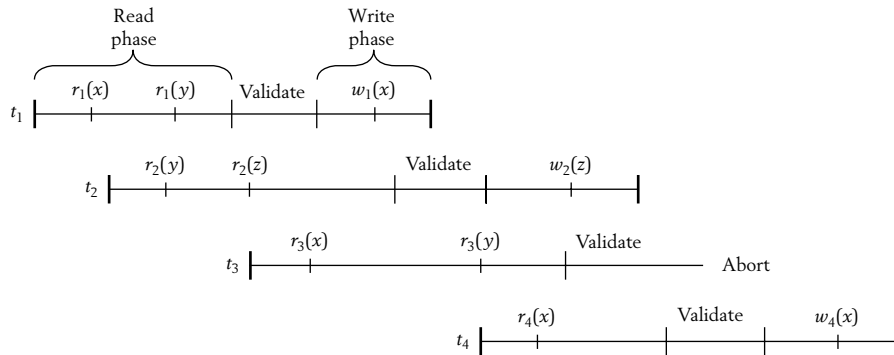 Read phase
Write phase
r₁(x) r₁(y) Validate w₁(x)
t₁
r₂(y) r₂(z) Validate w₂(z)
t₂
r₃(x) r₃(y) Validate
t₃ Abort
r₄(x) Validate w₄(x)
t₄